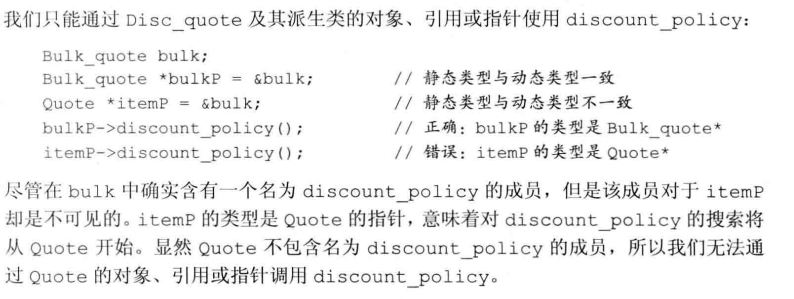 我们只能通过 Disc_quote 及其派生类的对象、引用或指针使用 discount_policy：
Bulk_quote bulk;
Bulk_quote *bulkP = &bulk; // 静态类型与动态类型一致
Quote *itemP = &bulk; // 静态类型与动态类型不一致
bulkP->discount_policy(); // 正确：bulkP 的类型是 Bulk_quote*
itemP->discount_policy(); // 错误：itemP 的类型是 Quote*
尽管在 bulk 中确实含有一个名为 discount_policy 的成员，但是该成员对于 itemP
却是不可见的。itemP 的类型是 Quote 的指针，意味着对 discount_policy 的搜索将
从 Quote 开始。显然 Quote 不包含名为 discount_policy 的成员，所以我们无法通
过 Quote 的对象、引用或指针调用 discount_policy。